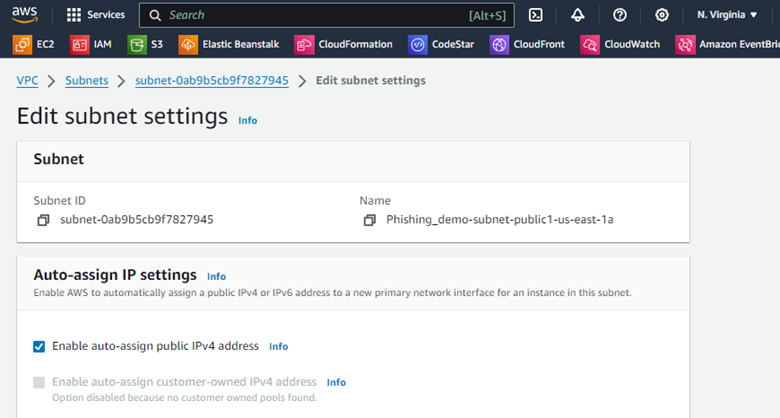 aws Services Search [Alt+S] N. Virginia
EC2 IAM S3 Elastic Beanstalk CloudFormation CodeStar CloudFront CloudWatch Amazon EventBri
VPC Subnets subnet-0ab9b5cb9f7827945 Edit subnet settings
Edit subnet settings Info
Subnet
Subnet ID Name
subnet-0ab9b5cb9f7827945 Phishing_demo-subnet-public1-us-east-1a
Auto-assign IP settings Info
Enable AWS to automatically assign a public IPv4 or IPv6 address to a new primary network interface for an instance in this subnet.
Enable auto-assign public IPv4 address Info
Enable auto-assign customer-owned IPv4 address Info
Option disabled because no customer owned pools found.